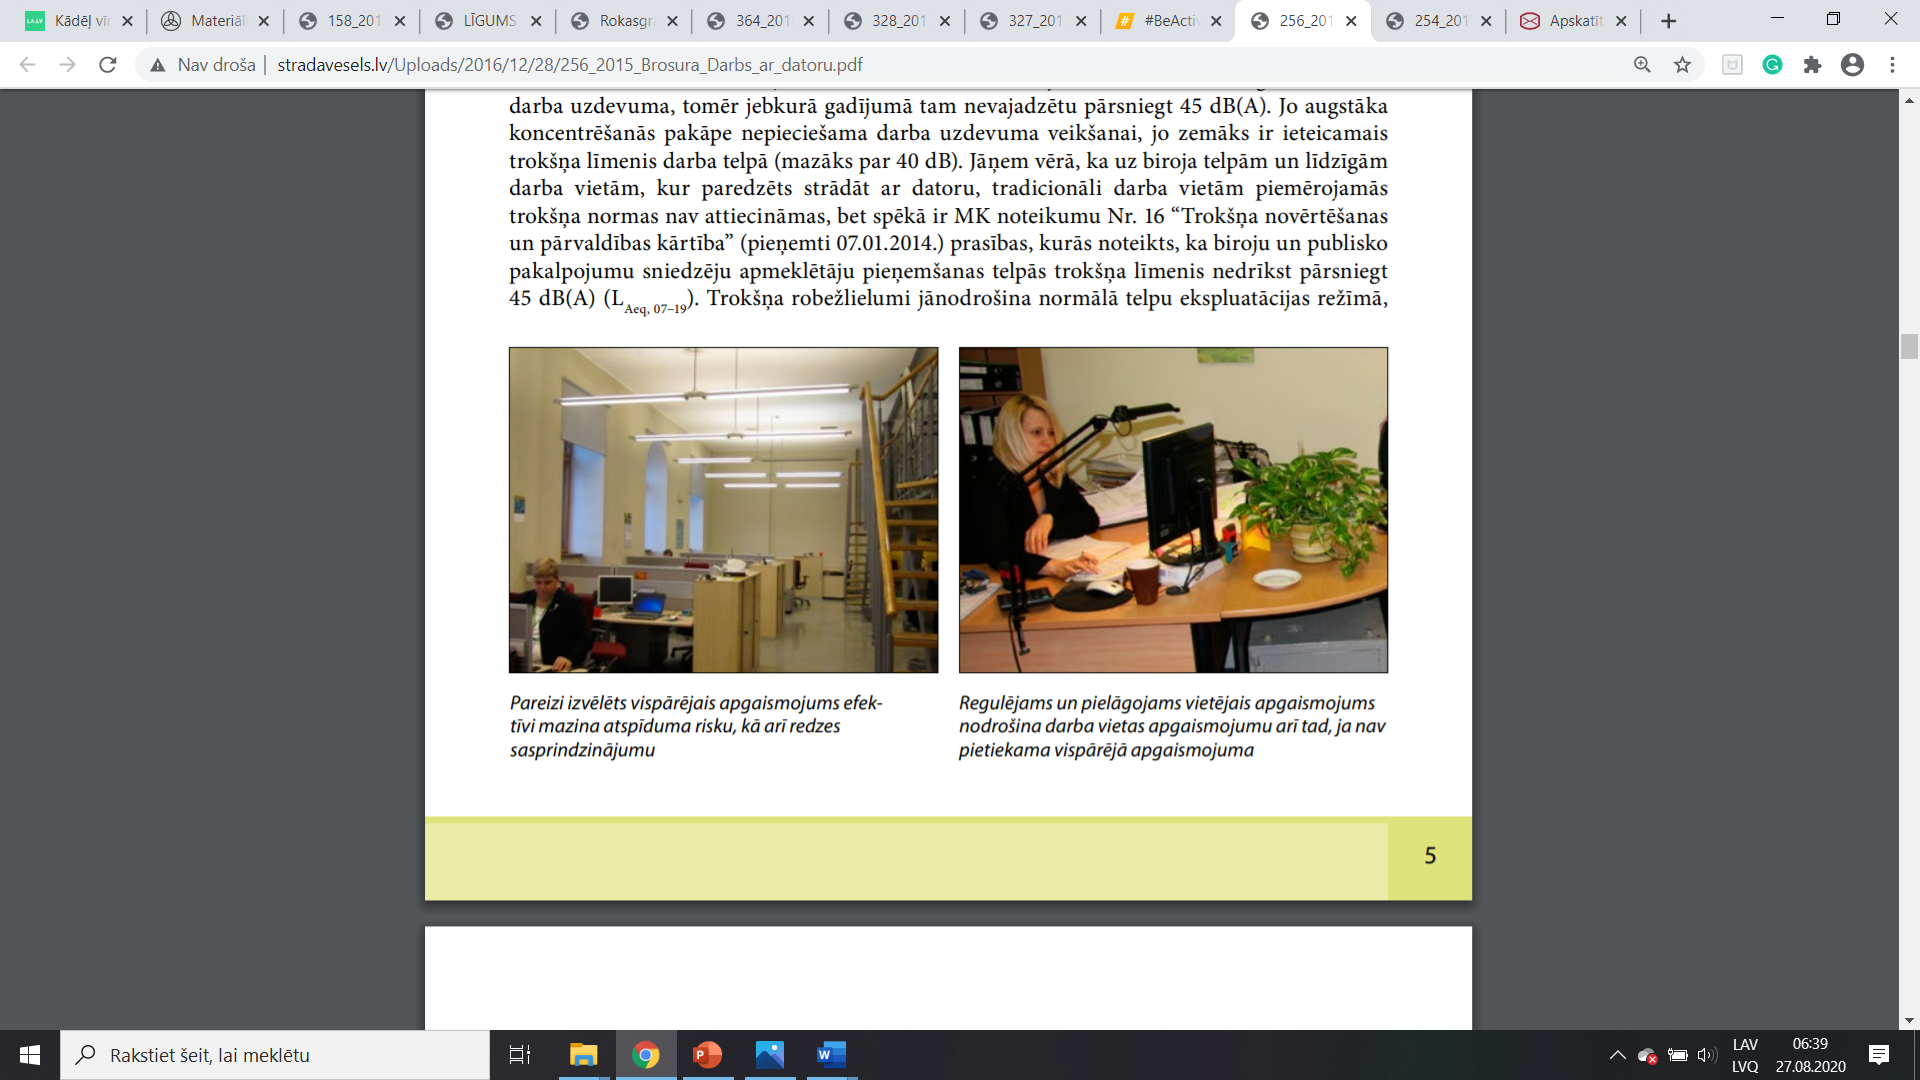 Kādēļ vī
Materiāl
158_201
LĪGUMS
Rokasgra
364_201
328_201
327_201
#BeActiv
256_201
254_201
Apskatīt
Nav droša
stradavesels.lv/Uploads/2016/12/28/256_2015_Brosura_Darbs_ar_datoru.pdf
darba uzdevuma, tomēr jebkurā gadījumā tam nevajadzētu pārsniegt 45 dB(A). Jo augstāka
koncentrēšanās pakāpe nepieciešama darba uzdevuma veikšanai, jo zemāks ir ieteicamais
trokšņa līmenis darba telpā (mazāks par 40 dB). Jāņem vērā, ka uz biroja telpām un līdzīgām
darba vietām, kur paredzēts strādāt ar datoru, tradicionāli darba vietām piemērojamās
trokšņa normas nav attiecināmas, bet spēkā ir MK noteikumu Nr. 16 “Trokšņa novērtēšanas
un pārvaldības kārtība” (pieņemti 07.01.2014.) prasības, kurās noteikts, ka biroju un publisko
pakalpojumu sniedzēju apmeklētāju pieņemšanas telpās trokšņa līmenis nedrīkst pārsniegt
45 dB(A) (LAeq, 07–19). Trokšņa robežlielumi jānodrošina normālā telpu ekspluatācijas režīmā,
Pareizi izvēlēts vispārējais apgaismojums efek-
tīvi mazina atspīduma risku, kā arī redzes
sasprindzinājumu
Regulējams un pielāgojams vietējais apgaismojums
nodrošina darba vietas apgaismojumu arī tad, ja nav
pietiekama vispārējā apgaismojuma
5
Rakstiet šeit, lai meklētu
LAV
LVQ
06:39
27.08.2020